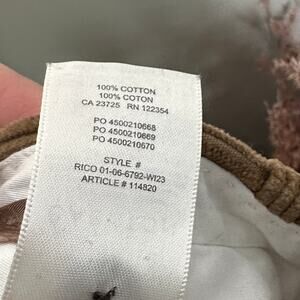 100% COTTON
100% COTON
CA 23725 RN 122354
PO 4500210668
PO 4500210669
PO 4500210670
STYLE #
RICO 01-06-6792-WI23
ARTICLE # 114820